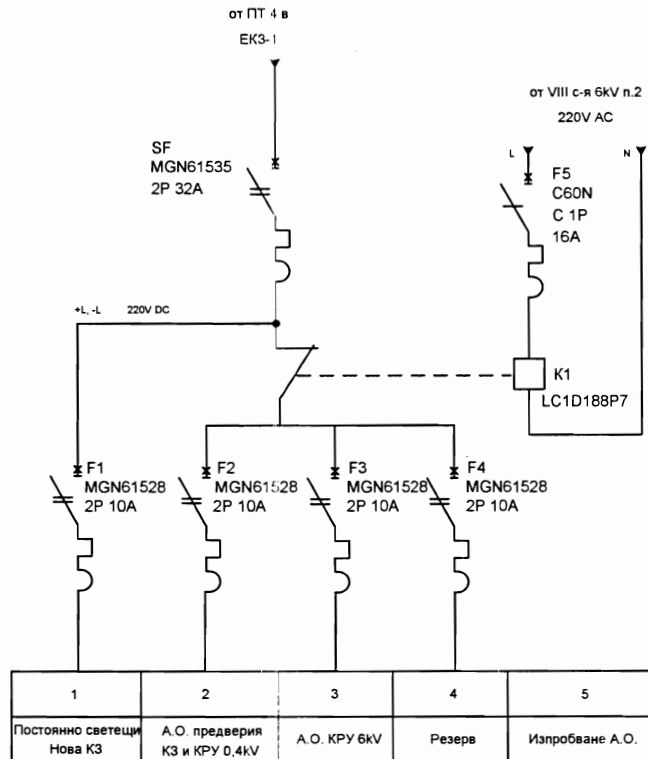 от ПТ 4 в
ЕКЗ-1
от VIII с-я 6kV п.2
220V AC
L
N
SF
MGN61535
2P 32A
F5
C60N
C 1P
16A
+L, -L 220V DC
K1
LC1D188P7
F1
MGN61528
2P 10A
F2
MGN61528
2P 10A
F3
MGN61528
2P 10A
F4
MGN61528
2P 10A
1 2 3 4 5
Постоянно светещи
Нова КЗ
А.О. предверия
КЗ и КРУ 0,4kV
А.О. КРУ 6kV
Резерв
Изпробване А.О.